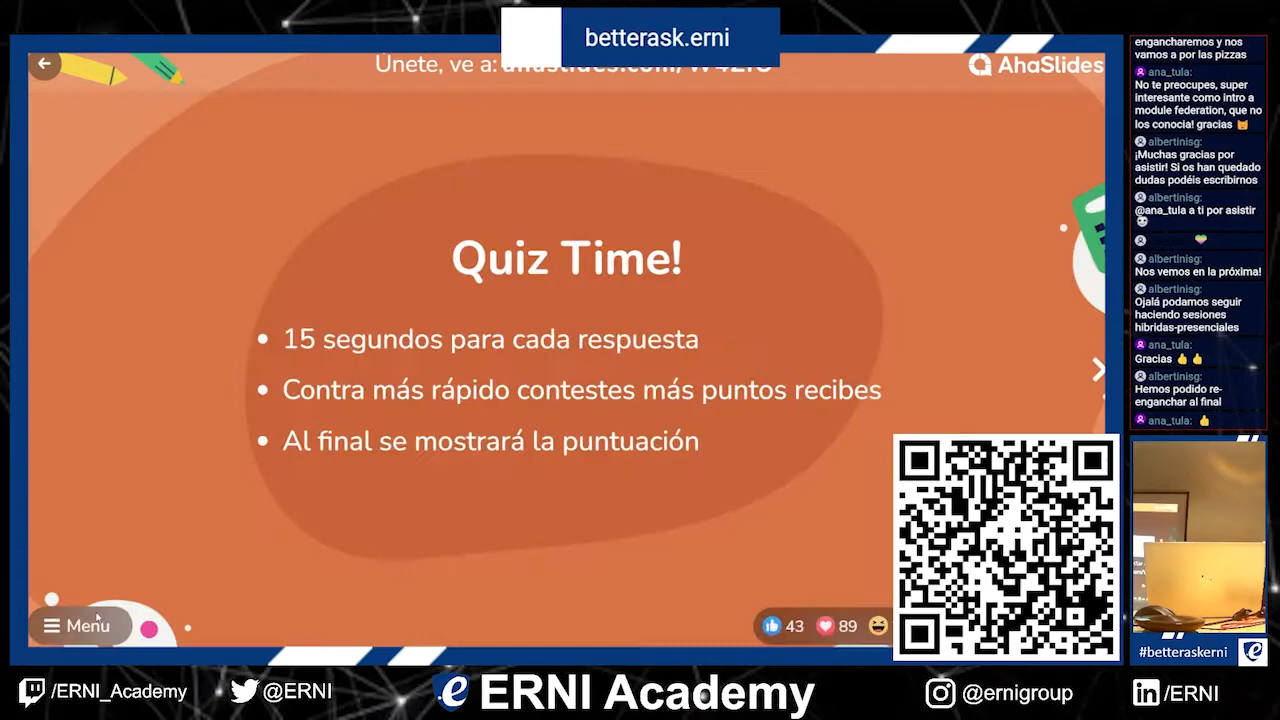 betterask.erni
Únete, ve a:
AhaSlides
Quiz Time!
15 segundos para cada respuesta
Contra más rápido contestes más puntos recibes
Al final se mostrará la puntuación
Menu
43
89
engancharemos y nos
vamos a por las pizzas
ana_tula:
No te preocupes, super
interesante como intro a
module federation, que no
los conocia! gracias
albertinisg:
¡Muchas gracias por
asistir! Si os han quedado
dudas podéis escribirnos
albertinisg:
@ana_tula a ti por asistir
albertinisg:
Nos vemos en la próxima!
albertinisg:
Ojalá podamos seguir
haciendo sesiones
hibridas-presenciales
ana_tula:
Gracias 👍👍
albertinisg:
Hemos podido re-
enganchar al final
ana_tula: 👍
#betteraskerni
/ERNI_Academy
@ERNI
ERNI Academy
@ernigroup
/ERNI